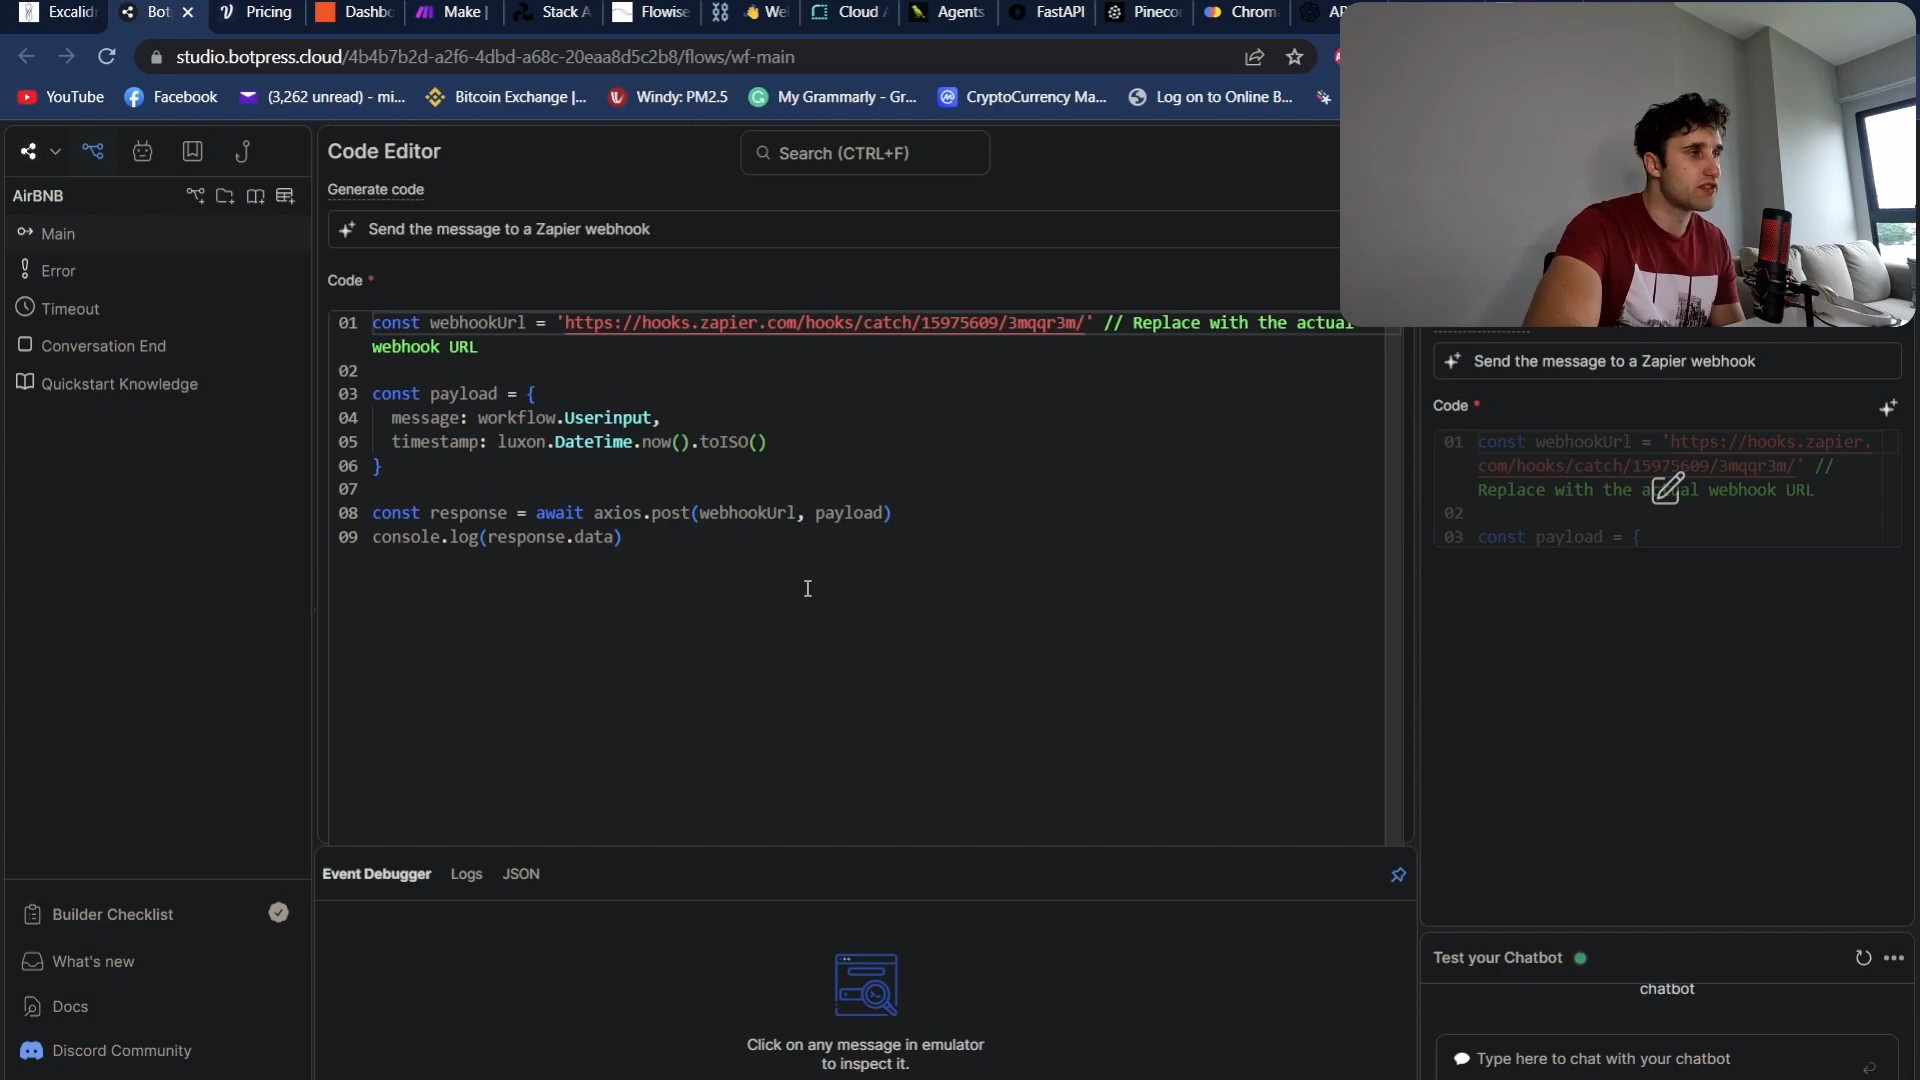 Excalidr
Bot
Pricing
Dashbo
Make |
Stack A
Flowise
We
Cloud A
Agents
FastAPI
Pineco
Chrom
AP
studio.botpress.cloud/4b4b7b2d-a2f6-4dbd-a68c-20eaa8d5c2b8/flows/wf-main
YouTube
Facebook
(3,262 unread) - mi...
Bitcoin Exchange |...
Windy: PM2.5
My Grammarly - Gr...
CryptoCurrency Ma...
Log on to Online B...
AirBNB
Main
Error
Timeout
Conversation End
Quickstart Knowledge
Builder Checklist
What's new
Docs
Discord Community
Code Editor
Search (CTRL+F)
Generate code
Send the message to a Zapier webhook
Code *
01 const webhookUrl = 'https://hooks.zapier.com/hooks/catch/15975609/3mqqr3m/' // Replace with the actual
webhook URL
02
03 const payload = {
04 message: workflow.Userinput,
05 timestamp: luxon.DateTime.now().toISO()
06 }
07
08 const response = await axios.post(webhookUrl, payload)
09 console.log(response.data)
Event Debugger
Logs
JSON
Click on any message in emulator
to inspect it.
Send the message to a Zapier webhook
Code *
01 const webhookUrl = 'https://hooks.zapier.
com/hooks/catch/15975609/3mqqr3m/' //
Replace with the actual webhook URL
02
03 const payload = {
Test your Chatbot
chatbot
Type here to chat with your chatbot